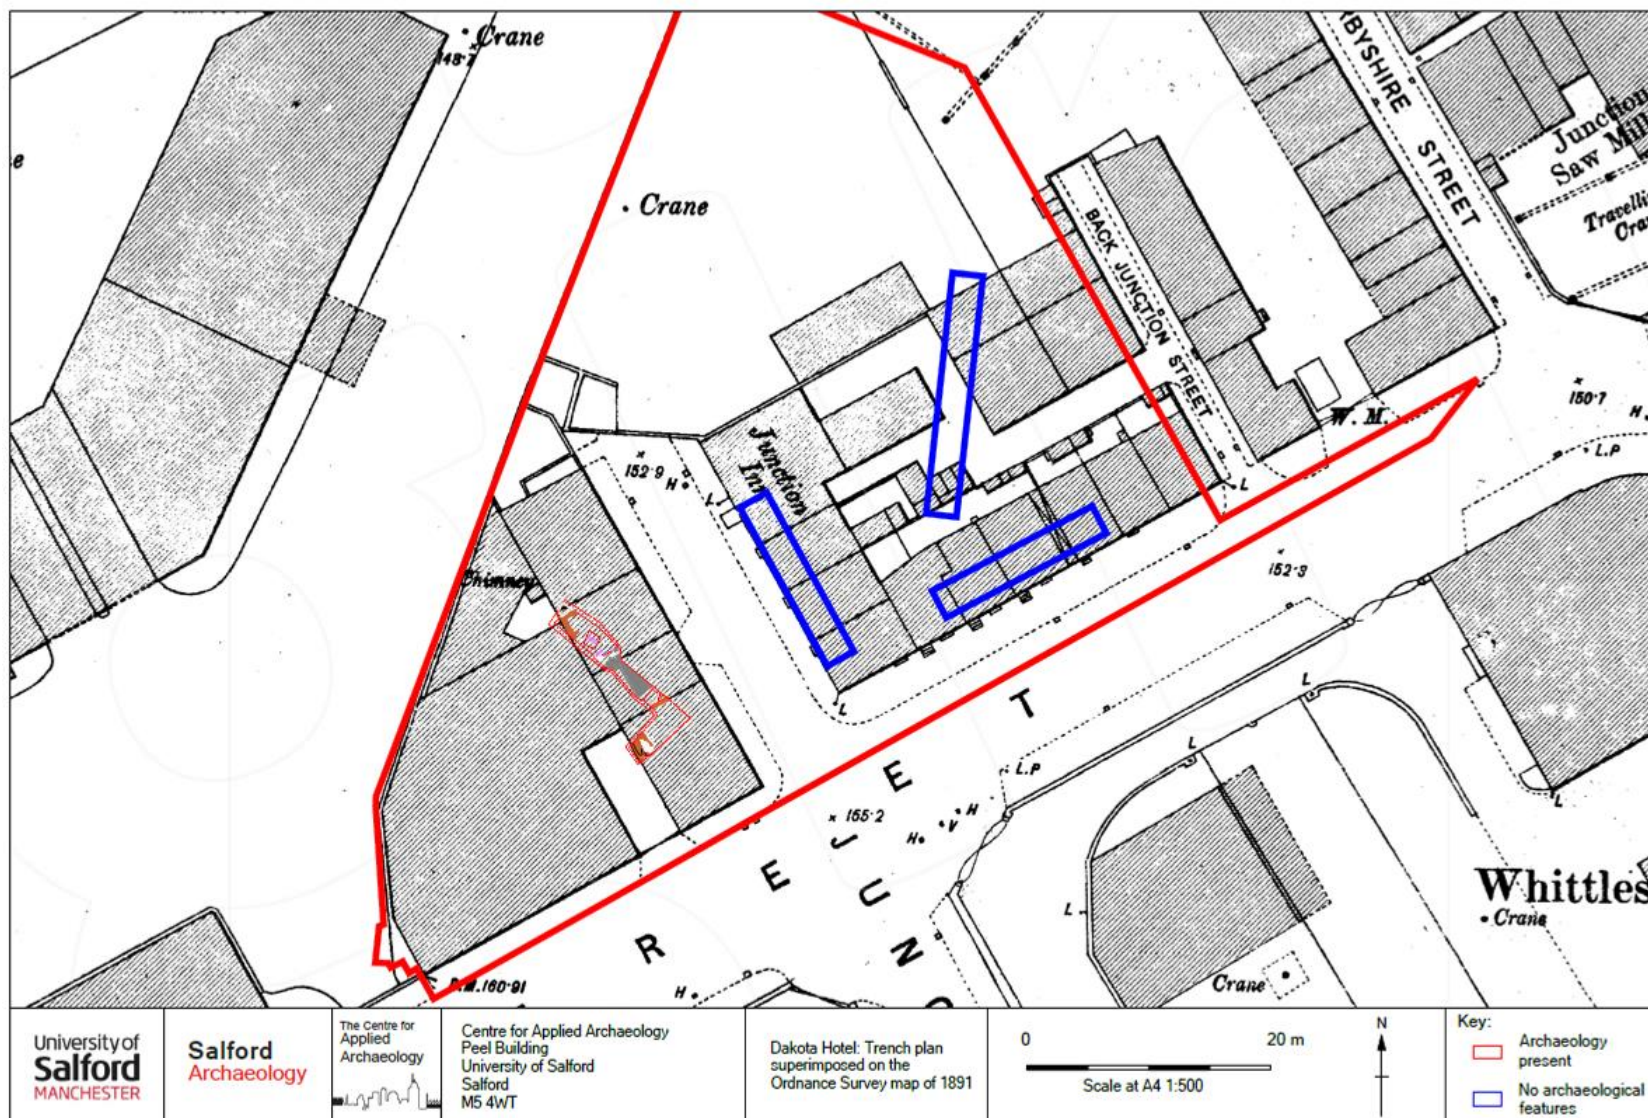 Crane
148·7
Crane
BACK JUNCTION STREET
BYSHIRE STREET
Junction
Saw Mill
Travelli
Cra
Junction
Inn
152·9
H
L
Chimney
W. M.
150·7
H
L.P
L
152·3
L
T
E
E
R
L.P
155·2
H
V
H
J
U
N
L
L
L
L
Whittles
Crane
Crane
H
B.M.160·91
University of
Salford
MANCHESTER
Salford
Archaeology
The Centre for
Applied
Archaeology
Centre for Applied Archaeology
Peel Building
University of Salford
Salford
M5 4WT
Dakota Hotel: Trench plan
superimposed on the
Ordnance Survey map of 1891
0 20 m
Scale at A4 1:500
N
Key:
Archaeology
present
No archaeological
features